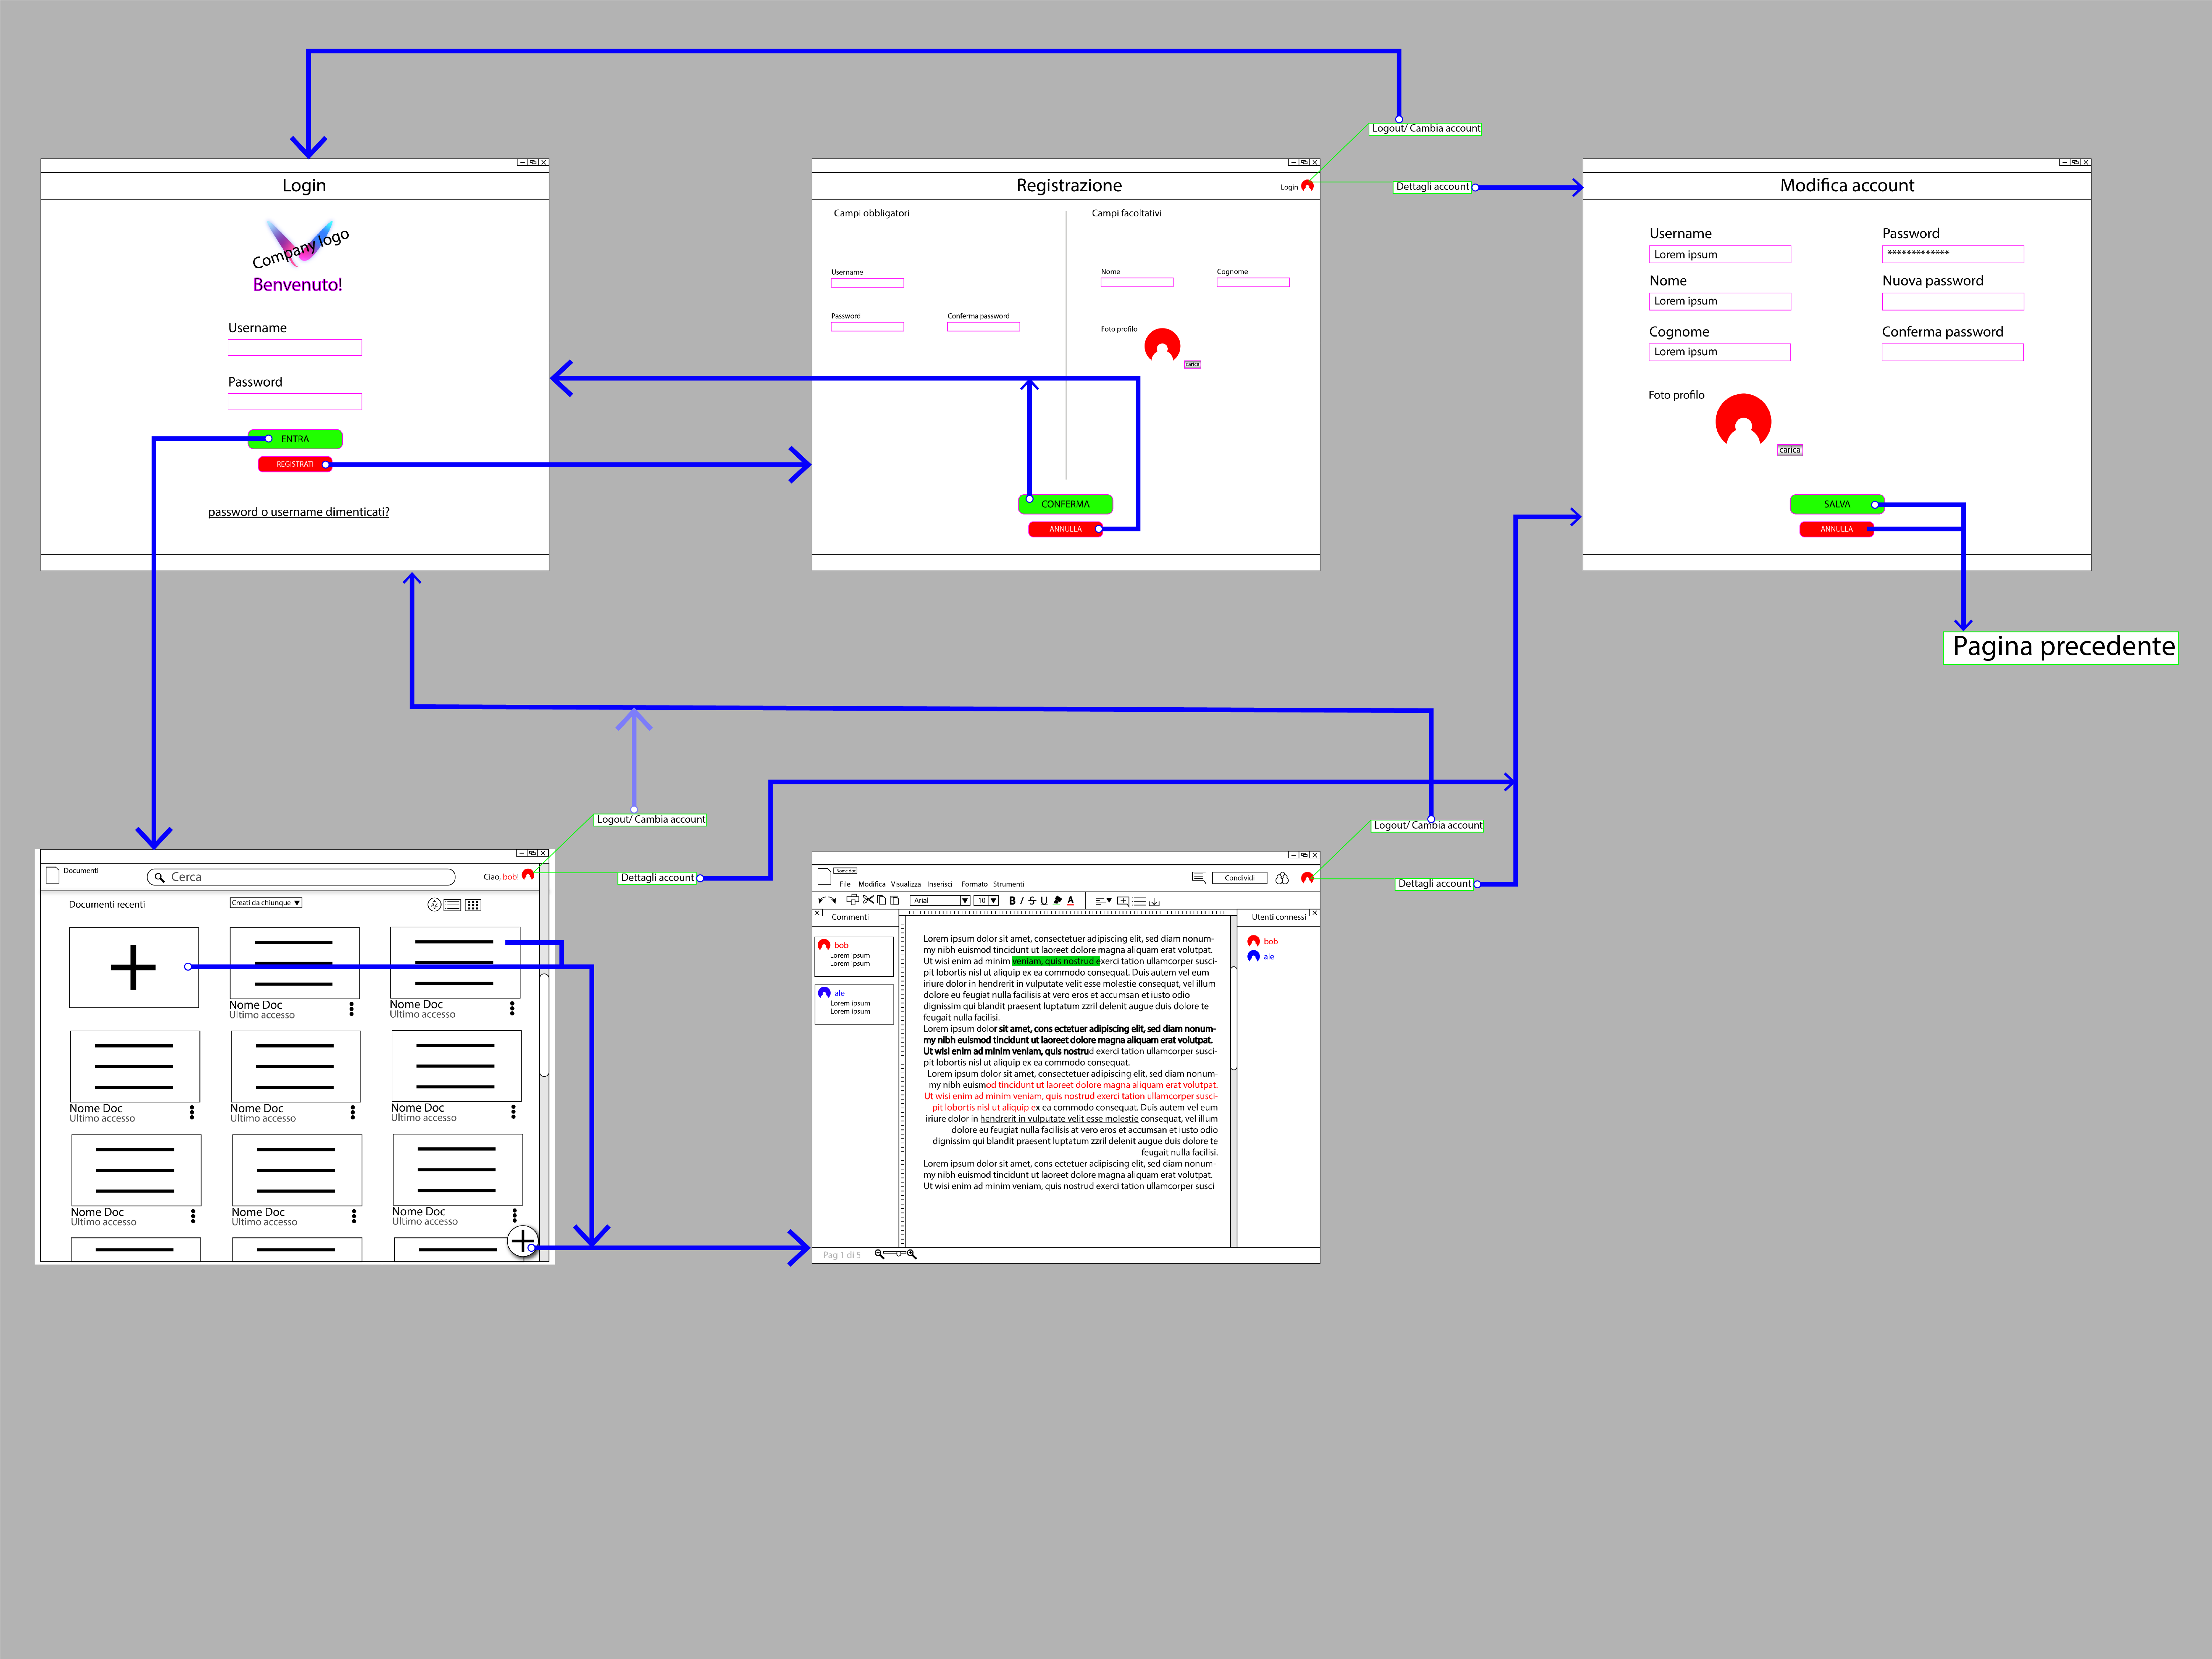 Logout/ Cambia account
Login
Company logo
Benvenuto!
Username
Password
ENTRA
REGISTRATI
password o username dimenticati?
Registrazione
Login
Dettagli account
Campi obbligatori
Campi facoltativi
Username
Nome
Cognome
Password
Conferma password
Foto profilo
carica
CONFERMA
ANNULLA
Modifica account
Username
Password
Lorem ipsum
*************
Nome
Nuova password
Lorem ipsum
Cognome
Conferma password
Lorem ipsum
Foto profilo
carica
SALVA
ANNULLA
Pagina precedente
Logout/ Cambia account
Dettagli account
Documenti
Cerca
Ciao, bob!
Documenti recenti
Creati da chiunque
Nome Doc
Ultimo accesso
Nome Doc
Ultimo accesso
Nome Doc
Ultimo accesso
Nome Doc
Ultimo accesso
Nome Doc
Ultimo accesso
Nome Doc
Ultimo accesso
Nome Doc
Ultimo accesso
Nome Doc
Ultimo accesso
Logout/ Cambia account
Dettagli account
Nome doc
File Modifica Visualizza Inserisci Formato Strumenti
Condividi
Arial
10
B I S U A
Commenti
Utenti connessi
bob
Lorem ipsum
Lorem ipsum
ale
Lorem ipsum
Lorem ipsum
bob
ale
Lorem ipsum dolor sit amet, consectetuer adipiscing elit, sed diam nonum-
my nibh euismod tincidunt ut laoreet dolore magna aliquam erat volutpat.
Ut wisi enim ad minim veniam, quis nostrud exerci tation ullamcorper susci-
pit lobortis nisl ut aliquip ex ea commodo consequat. Duis autem vel eum
iriure dolor in hendrerit in vulputate velit esse molestie consequat, vel illum
dolore eu feugiat nulla facilisis at vero eros et accumsan et iusto odio
dignissim qui blandit praesent luptatum zzril delenit augue duis dolore te
feugait nulla facilisi.
Lorem ipsum dolor sit amet, cons ectetuer adipiscing elit, sed diam nonum-
my nibh euismod tincidunt ut laoreet dolore magna aliquam erat volutpat.
Ut wisi enim ad minim veniam, quis nostrud exerci tation ullamcorper susci-
pit lobortis nisl ut aliquip ex ea commodo consequat.
Lorem ipsum dolor sit amet, consectetuer adipiscing elit, sed diam nonum-
my nibh euismod tincidunt ut laoreet dolore magna aliquam erat volutpat.
Ut wisi enim ad minim veniam, quis nostrud exerci tation ullamcorper susci-
pit lobortis nisl ut aliquip ex ea commodo consequat. Duis autem vel eum
iriure dolor in hendrerit in vulputate velit esse molestie consequat, vel illum
dolore eu feugiat nulla facilisis at vero eros et accumsan et iusto odio
dignissim qui blandit praesent luptatum zzril delenit augue duis dolore te
feugait nulla facilisi.
Lorem ipsum dolor sit amet, cons ectetuer adipiscing elit, sed diam nonum-
my nibh euismod tincidunt ut laoreet dolore magna aliquam erat volutpat.
Ut wisi enim ad minim veniam, quis nostrud exerci tation ullamcorper susci
Pag 1 di 5